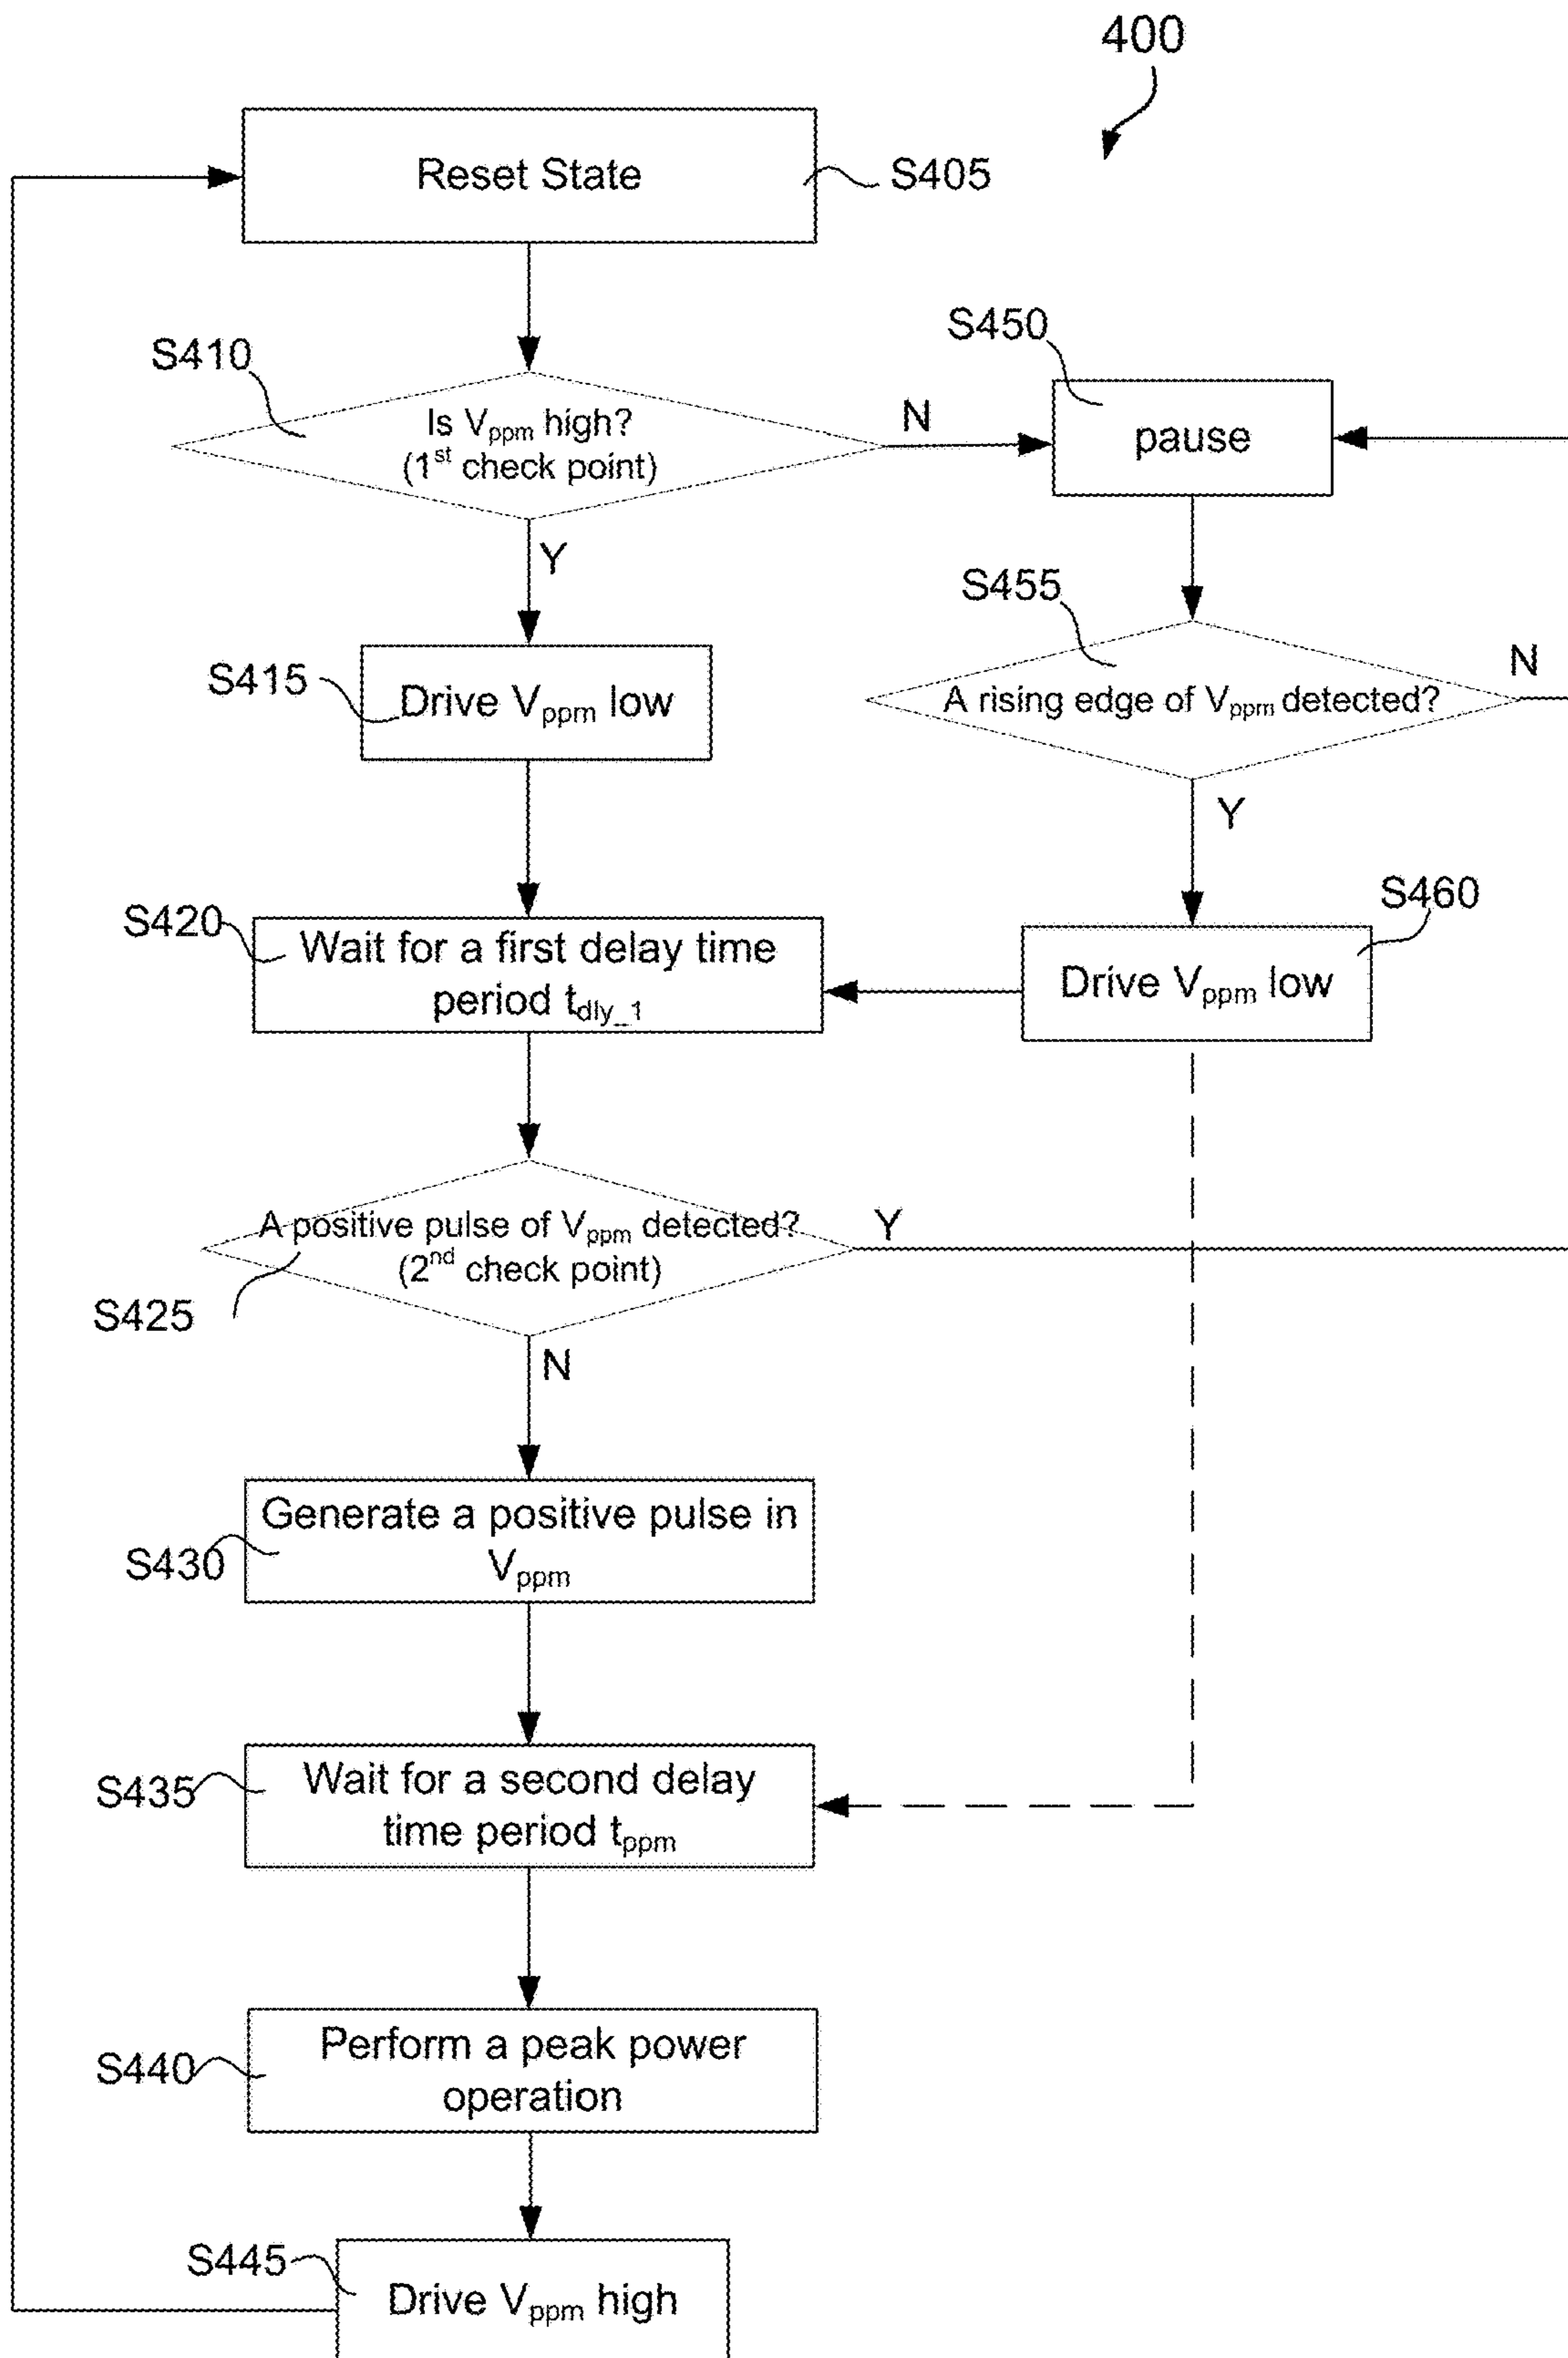 400
Reset State
S405
S410
Is Vppm high?
(1st check point)
N
S450
pause
Y
S455
A rising edge of Vppm detected?
N
S415
Drive Vppm low
Y
S420
Wait for a first delay time
period tdly_1
S460
Drive Vppm low
A positive pulse of Vppm detected?
(2nd check point)
Y
S425
N
Generate a positive pulse in
Vppm
S430
S435
Wait for a second delay
time period tppm
S440
Perform a peak power
operation
S445
Drive Vppm high